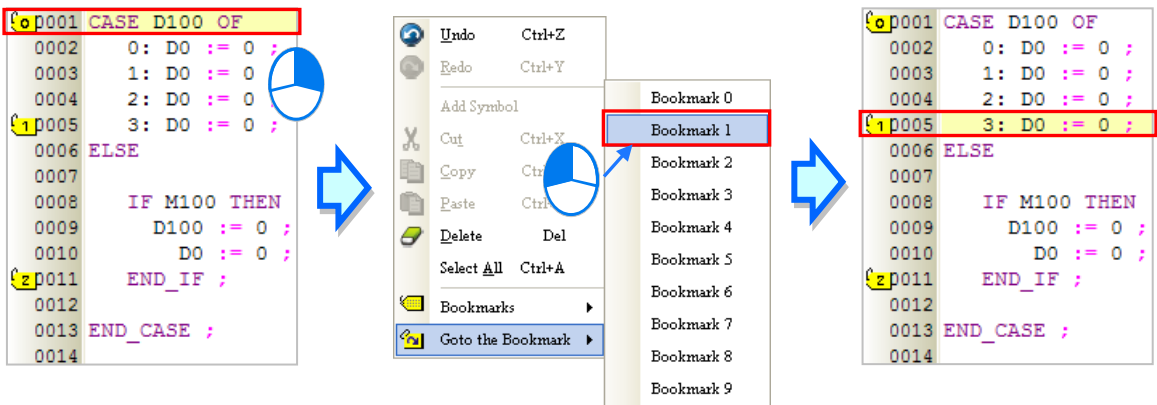 0001 CASE D100 OF
0002 0: D0 := 0 ;
0003 1: D0 := 0
0004 2: D0 := 0
1 0005 3: D0 := 0 ;
0006 ELSE
0007
0008 IF M100 THEN
0009 D100 := 0 ;
0010 D0 := 0 ;
2 0011 END_IF ;
0012
0013 END_CASE ;
0014
Undo Ctrl+Z
Redo Ctrl+Y
Add Symbol
Cut Ctrl+X
Copy
Paste
Delete Del
Select All Ctrl+A
Bookmarks
Goto the Bookmark
Bookmark 0
Bookmark 1
Bookmark 2
Bookmark 3
Bookmark 4
Bookmark 5
Bookmark 6
Bookmark 7
Bookmark 8
Bookmark 9
0 0001 CASE D100 OF
0002 0: D0 := 0 ;
0003 1: D0 := 0 ;
0004 2: D0 := 0 ;
1 0005 3: D0 := 0 ;
0006 ELSE
0007
0008 IF M100 THEN
0009 D100 := 0 ;
0010 D0 := 0 ;
2 0011 END_IF ;
0012
0013 END_CASE ;
0014